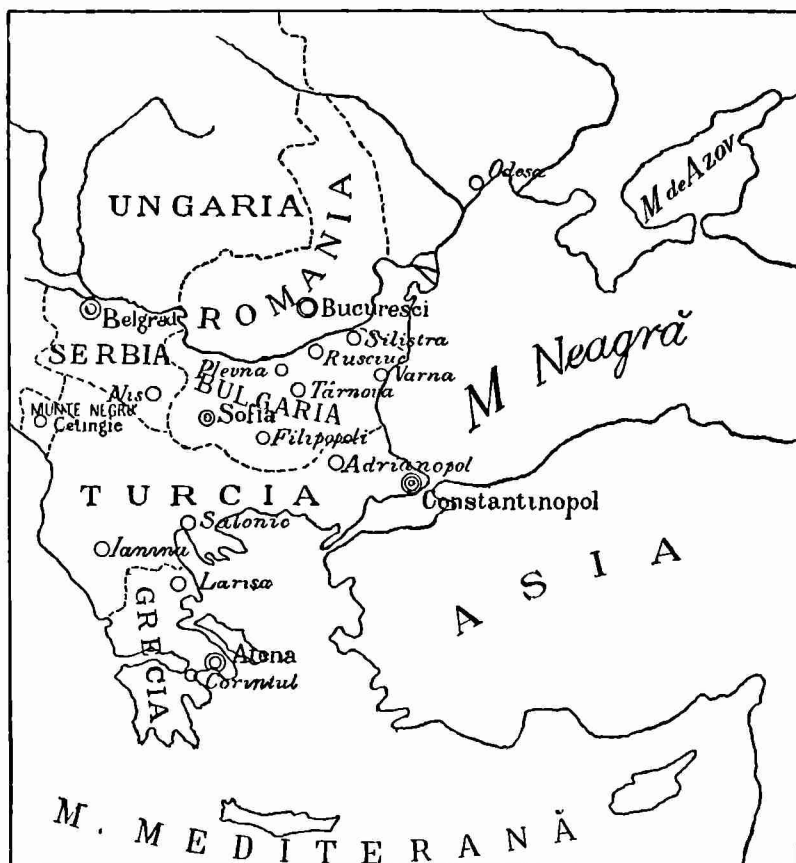 Odesa
M de Azov
UNGARIA
ROMANIA
Belgrad
Bucuresci
SERBIA
Silistra
Rusciuc
Plevna
Varna
M Neagră
BULGARIA
Târnova
Nis
MUNTE NEGRU
Cetingie
Sofia
Filipopoli
Adrianopol
TURCIA
Constantinopol
Salonic
Ianina
ASIA
Larisa
GRECIA
Atena
Corintul
M. MEDITERANĂ